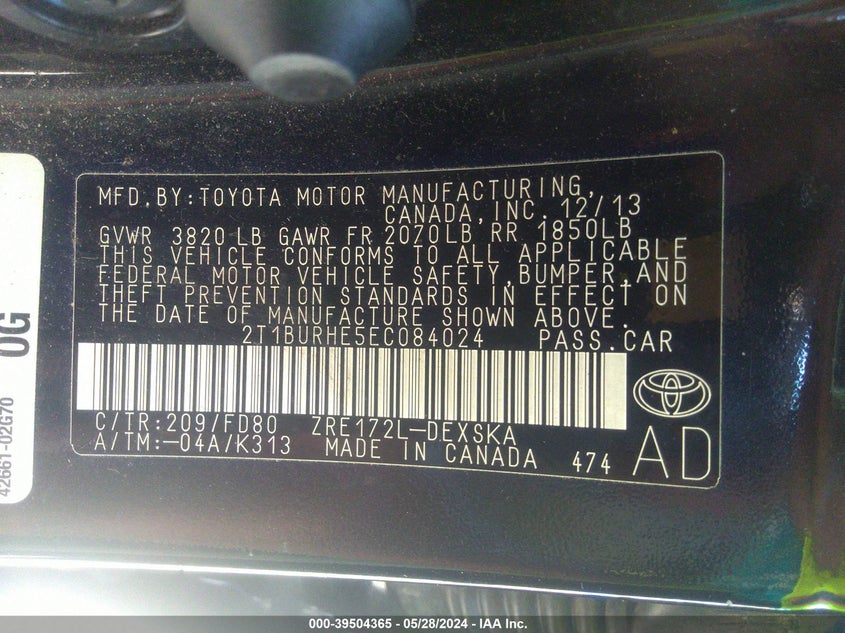 MFD.BY:TOYOTA MOTOR MANUFACTURING,
CANADA,INC. 12/13
GVWR 3820 LB GAWR FR 2070LB RR 1850LB
THIS VEHICLE CONFORMS TO ALL APPLICABLE
FEDERAL MOTOR VEHICLE SAFETY,BUMPER,AND
THEFT PREVENTION STANDARDS IN EFFECT ON
THE DATE OF MANUFACTURE SHOWN ABOVE.
2T1BURHE5EC084024 PASS.CAR
C/TR:209/FD80 ZRE172L-DEXSKA
A/TM:-04A/K313 MADE IN CANADA 474 AD
0G
42661-02G70
000-39504365 - 05/28/2024 - IAA Inc.